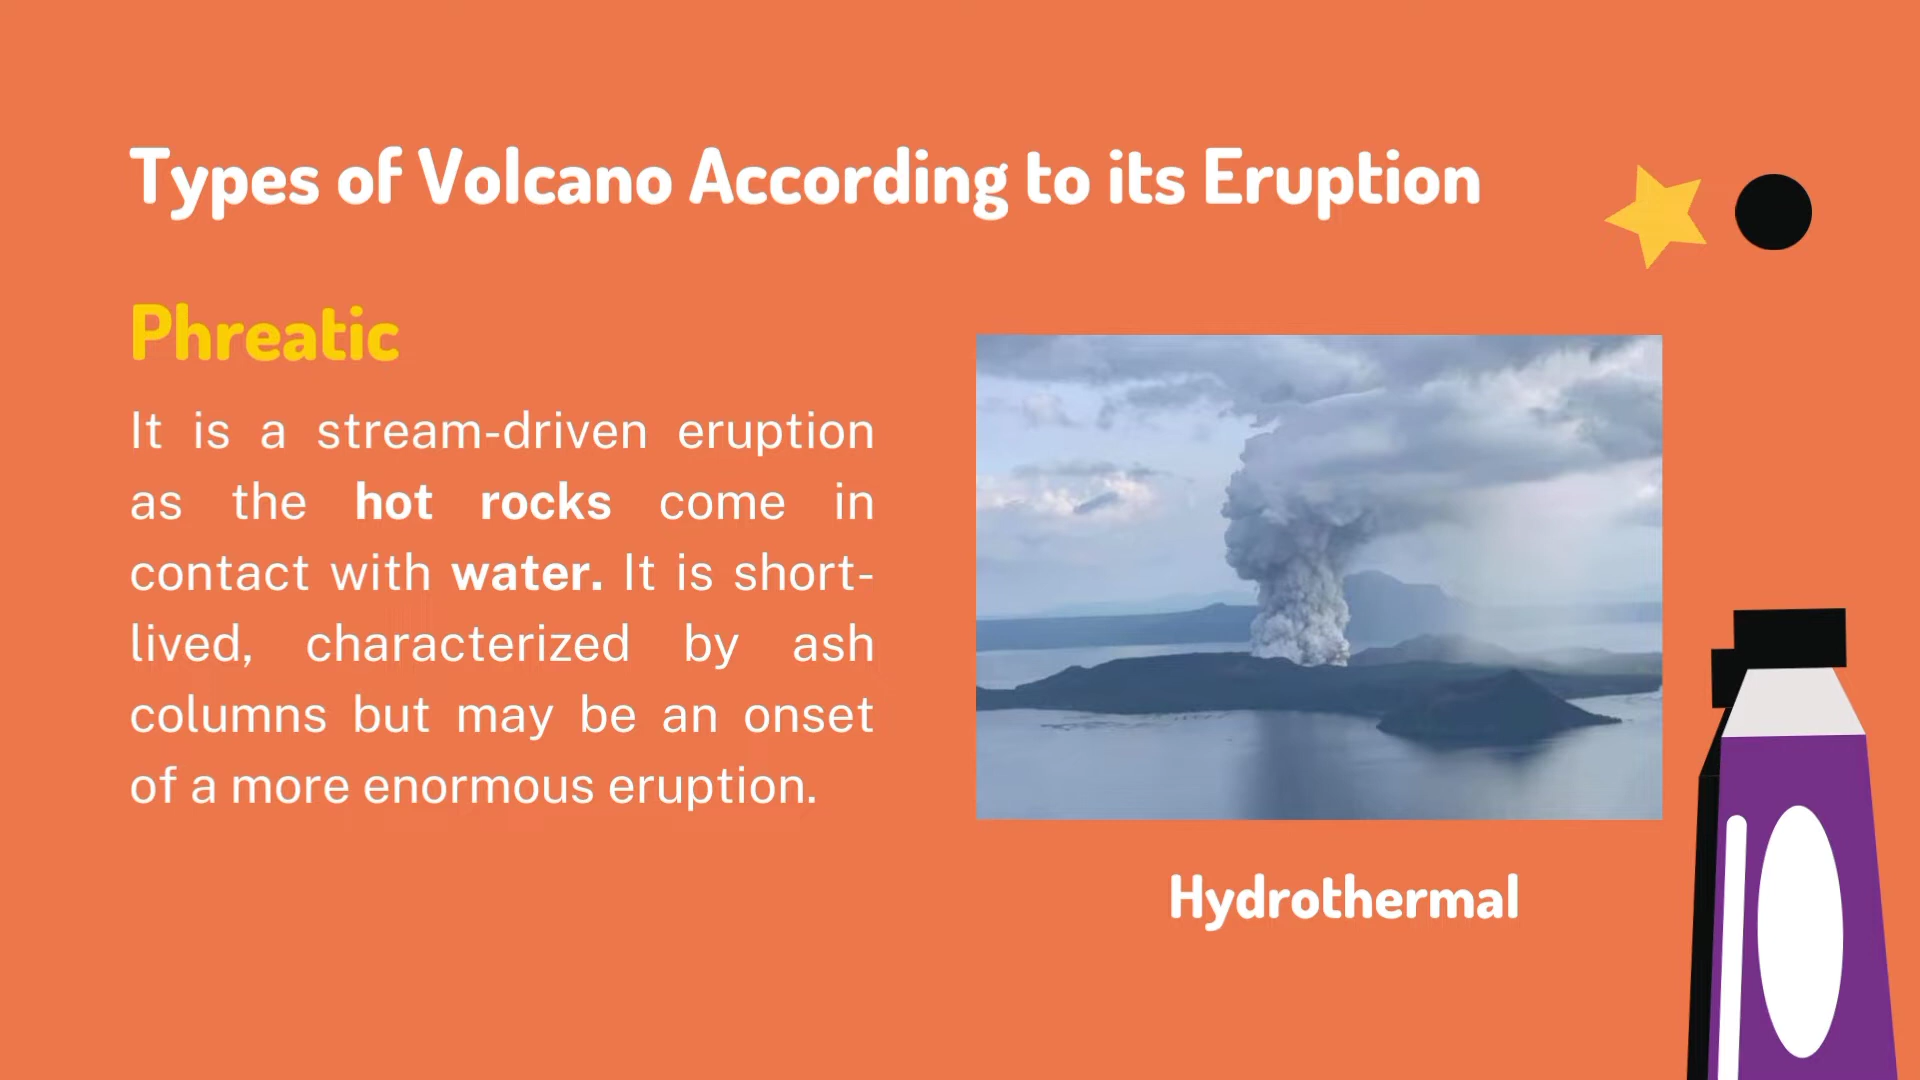 Types of Volcano According to its Eruption
Phreatic
It is a stream-driven eruption
as the hot rocks come in
contact with water. It is short-
lived, characterized by ash
columns but may be an onset
of a more enormous eruption.
Hydrothermal